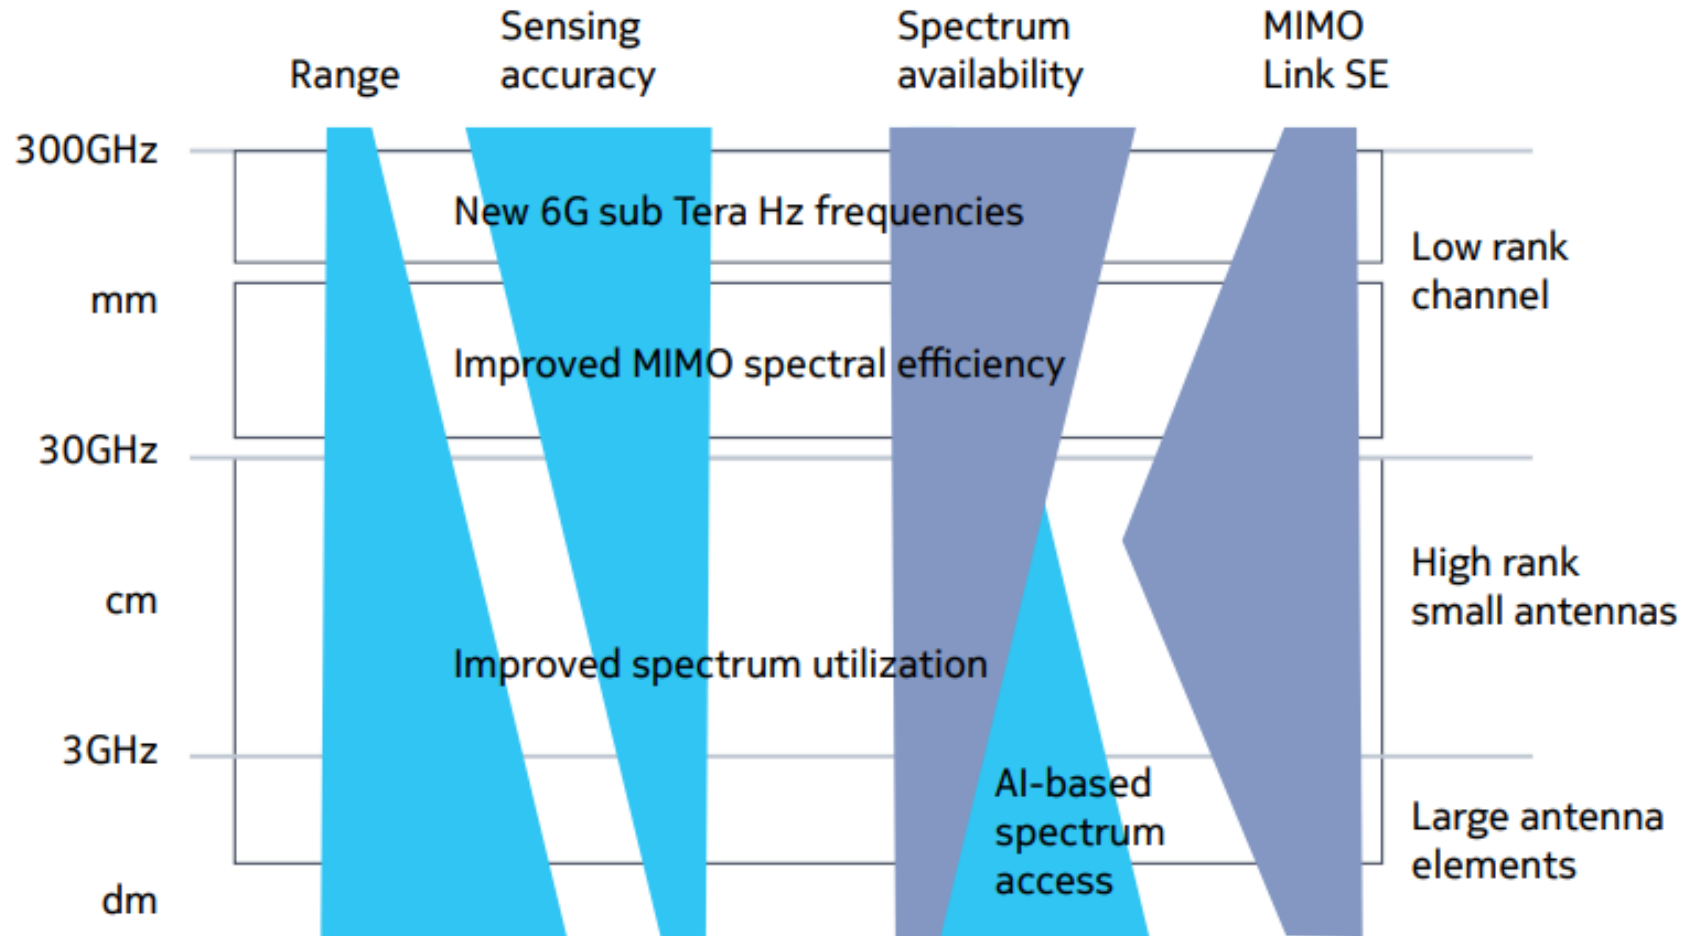 Range
Sensing
accuracy
Spectrum
availability
MIMO
Link SE
300GHz
New 6G sub Tera Hz frequencies
Low rank
channel
mm
Improved MIMO spectral efficiency
30GHz
High rank
small antennas
cm
Improved spectrum utilization
3GHz
AI-based
spectrum
access
Large antenna
elements
dm